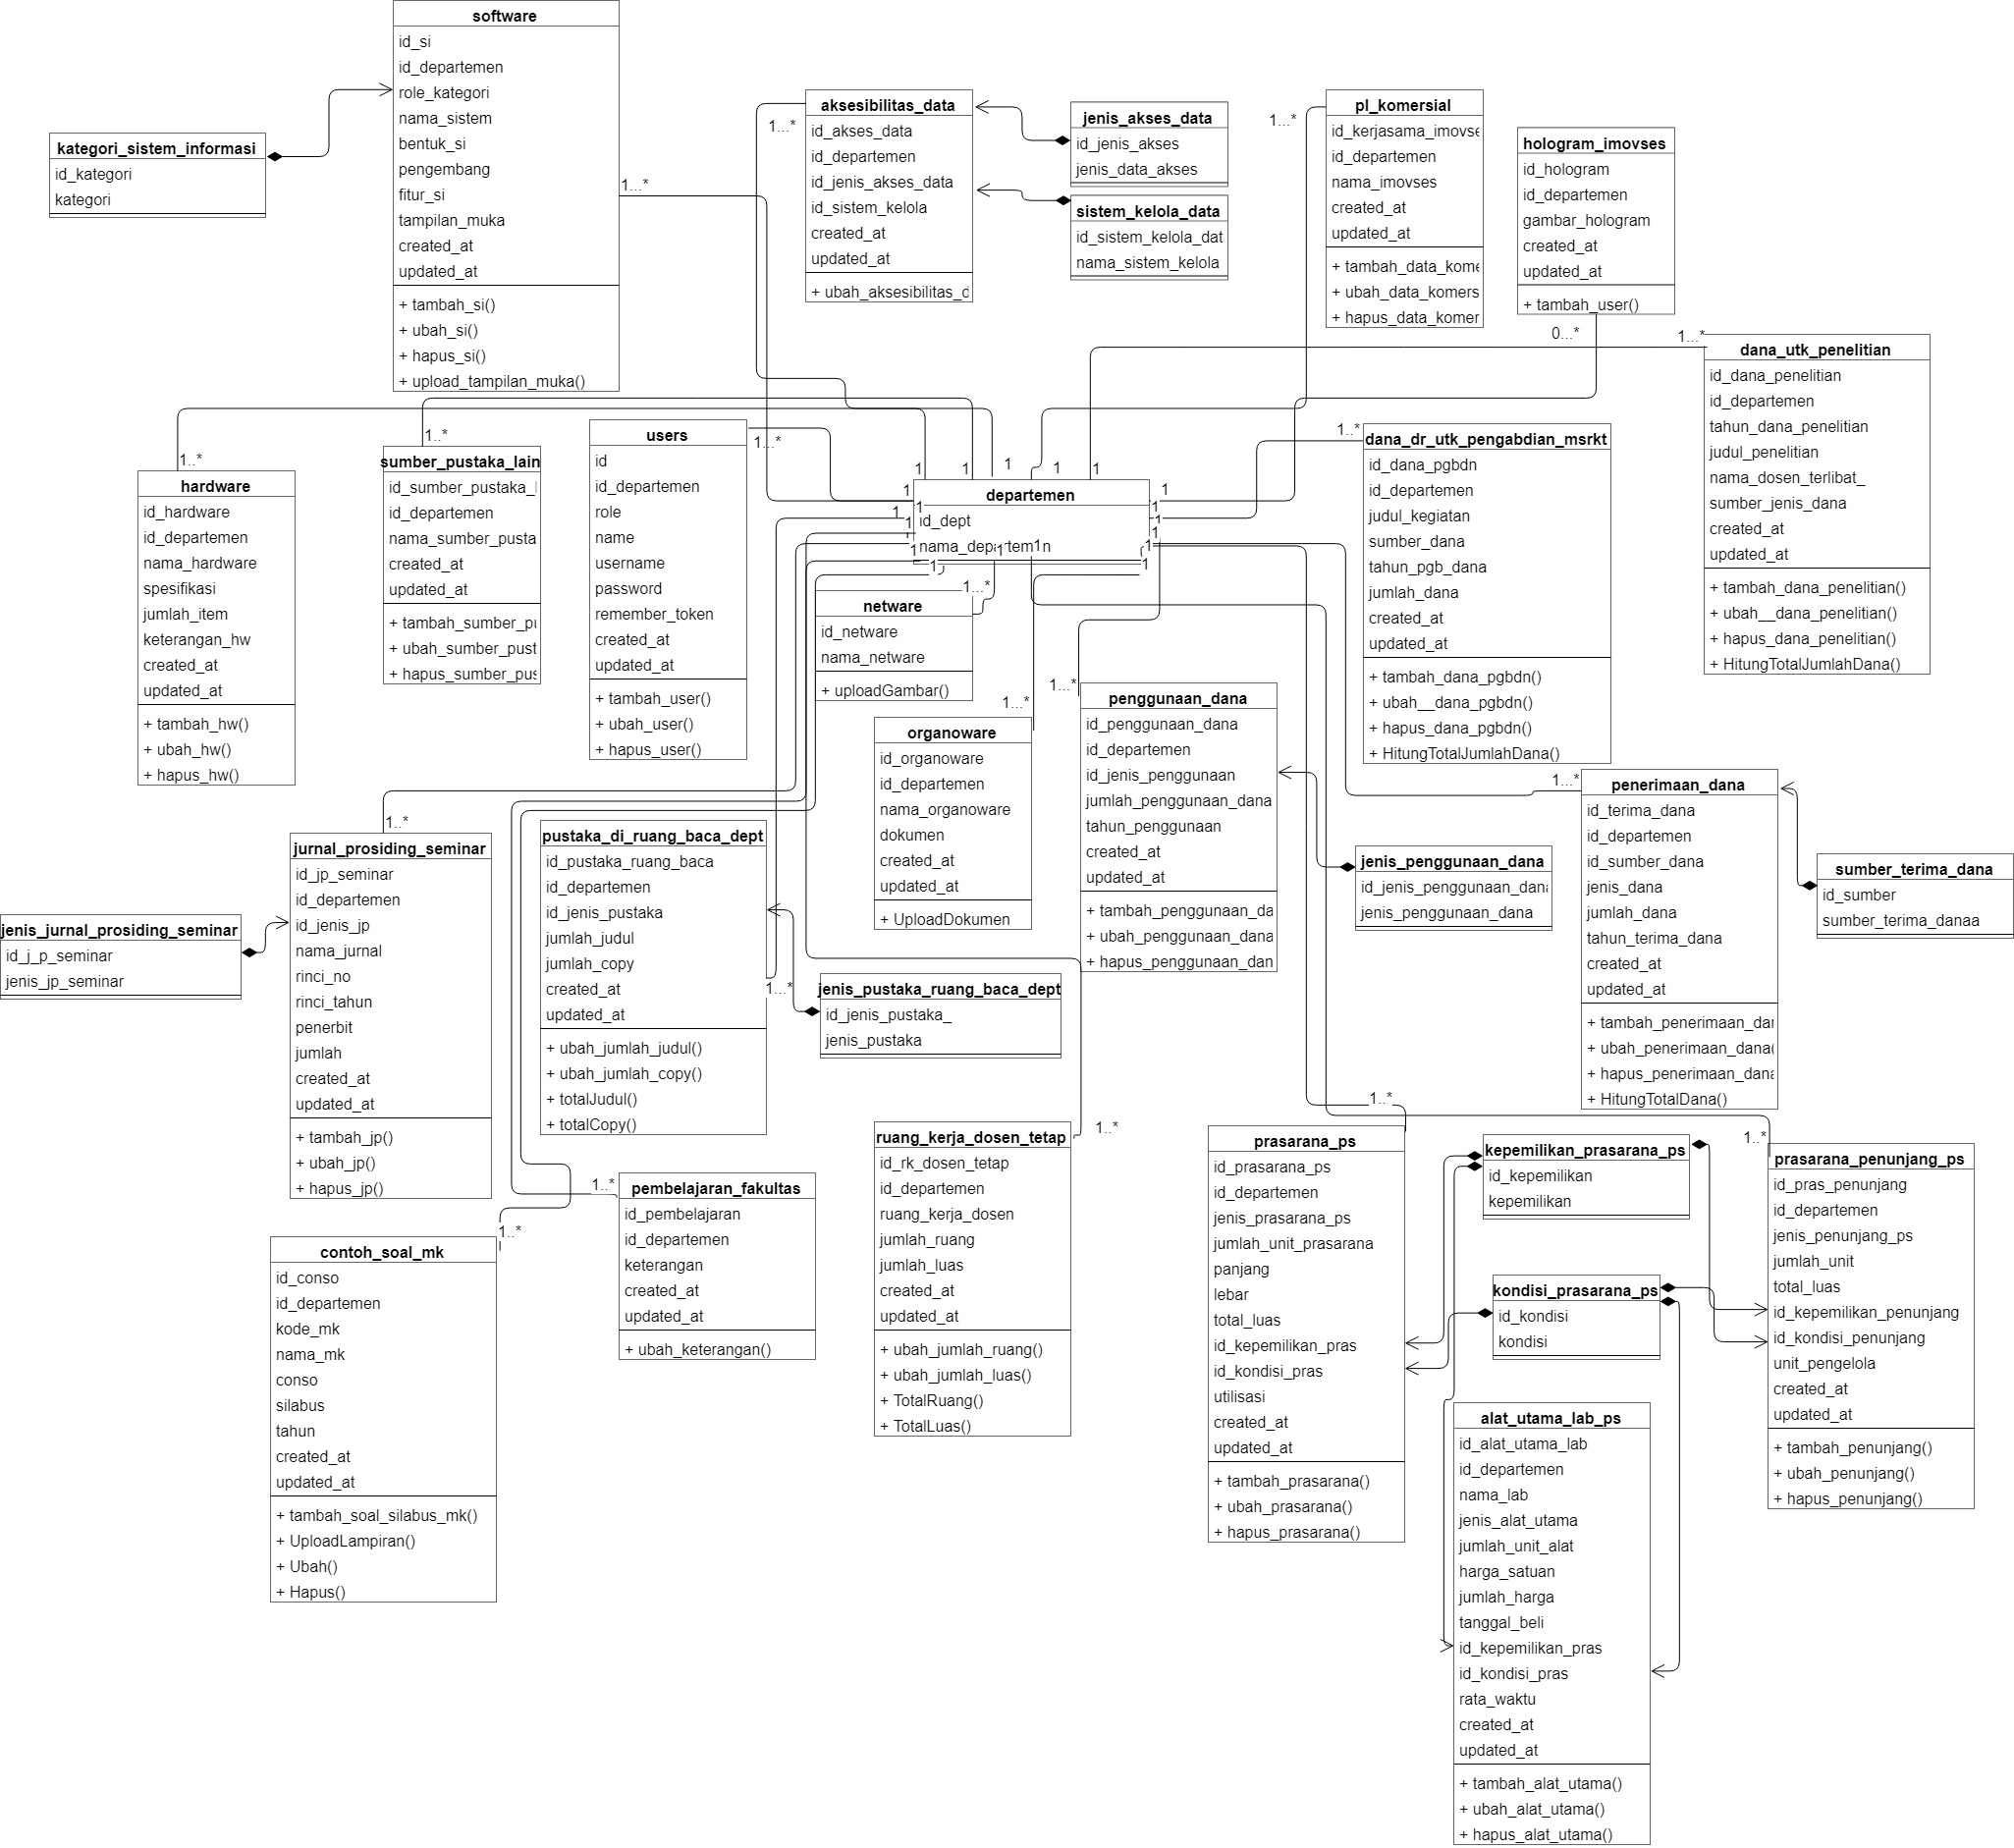 software
id_si
id_departemen
role_kategori
nama_sistem
bentuk_si
pengembang
fitur_si
tampilan_muka
created_at
updated_at
+ tambah_si()
+ ubah_si()
+ hapus_si()
+ upload_tampilan_muka()
1...*
kategori_sistem_informasi
id_kategori
kategori
aksesibilitas_data
id_akses_data
id_departemen
id_jenis_akses_data
id_sistem_kelola
created_at
updated_at
+ ubah_aksesibilitas_d
1...*
jenis_akses_data
id_jenis_akses
jenis_data_akses
sistem_kelola_data
id_sistem_kelola_dat
nama_sistem_kelola
pl_komersial
id_kerjasama_imovse
id_departemen
nama_imovses
created_at
updated_at
+ tambah_data_kome
+ ubah_data_komers
+ hapus_data_komer
1...*
hologram_imovses
id_hologram
id_departemen
gambar_hologram
created_at
updated_at
+ tambah_user()
0...*
1...*
dana_utk_penelitian
id_dana_penelitian
id_departemen
tahun_dana_penelitian
judul_penelitian
nama_dosen_terlibat_
sumber_jenis_dana
created_at
updated_at
+ tambah_dana_penelitian()
+ ubah__dana_penelitian()
+ hapus_dana_penelitian()
+ HitungTotalJumlahDana()
1..*
hardware
id_hardware
id_departemen
nama_hardware
spesifikasi
jumlah_item
keterangan_hw
created_at
updated_at
+ tambah_hw()
+ ubah_hw()
+ hapus_hw()
1..*
sumber_pustaka_lain
id_sumber_pustaka_l
id_departemen
nama_sumber_pusta
created_at
updated_at
+ tambah_sumber_pu
+ ubah_sumber_pust
+ hapus_sumber_pus
users
id
id_departemen
role
name
username
password
remember_token
created_at
updated_at
+ tambah_user()
+ ubah_user()
+ hapus_user()
1...*
1
1
1
1
1
1
1
departemen
id_dept
nama_departemen
1
1
1
1
1
1
1
1
1
1
1
1
1...*
netware
id_netware
nama_netware
+ uploadGambar()
1..*
dana_dr_utk_pengabdian_msrkt
id_dana_pgbdn
id_departemen
judul_kegiatan
sumber_dana
tahun_pgb_dana
jumlah_dana
created_at
updated_at
+ tambah_dana_pgbdn()
+ ubah__dana_pgbdn()
+ hapus_dana_pgbdn()
+ HitungTotalJumlahDana()
1...*
organoware
id_organoware
id_departemen
nama_organoware
dokumen
created_at
updated_at
+ UploadDokumen
1...*
penggunaan_dana
id_penggunaan_dana
id_departemen
id_jenis_penggunaan
jumlah_penggunaan_dana
tahun_penggunaan
created_at
updated_at
+ tambah_penggunaan_da
+ ubah_penggunaan_dana
+ hapus_penggunaan_dan
jenis_penggunaan_dana
id_jenis_penggunaan_dana
jenis_penggunaan_dana
1...*
penerimaan_dana
id_terima_dana
id_departemen
id_sumber_dana
jenis_dana
jumlah_dana
tahun_terima_dana
created_at
updated_at
+ tambah_penerimaan_dar
+ ubah_penerimaan_dana(
+ hapus_penerimaan_dana
+ HitungTotalDana()
sumber_terima_dana
id_sumber
sumber_terima_danaa
1..*
jurnal_prosiding_seminar
id_jp_seminar
id_departemen
id_jenis_jp
nama_jurnal
rinci_no
rinci_tahun
penerbit
jumlah
created_at
updated_at
+ tambah_jp()
+ ubah_jp()
+ hapus_jp()
jenis_jurnal_prosiding_seminar
id_j_p_seminar
jenis_jp_seminar
pustaka_di_ruang_baca_dept
id_pustaka_ruang_baca
id_departemen
id_jenis_pustaka
jumlah_judul
jumlah_copy
created_at
updated_at
+ ubah_jumlah_judul()
+ ubah_jumlah_copy()
+ totalJudul()
+ totalCopy()
1...*
jenis_pustaka_ruang_baca_dept
id_jenis_pustaka_
jenis_pustaka
1..*
contoh_soal_mk
id_conso
id_departemen
kode_mk
nama_mk
conso
silabus
tahun
created_at
updated_at
+ tambah_soal_silabus_mk()
+ UploadLampiran()
+ Ubah()
+ Hapus()
1..*
pembelajaran_fakultas
id_pembelajaran
id_departemen
keterangan
created_at
updated_at
+ ubah_keterangan()
1...*
ruang_kerja_dosen_tetap
id_rk_dosen_tetap
id_departemen
ruang_kerja_dosen
jumlah_ruang
jumlah_luas
created_at
updated_at
+ ubah_jumlah_ruang()
+ ubah_jumlah_luas()
+ TotalRuang()
+ TotalLuas()
1..*
prasarana_ps
id_prasarana_ps
id_departemen
jenis_prasarana_ps
jumlah_unit_prasarana
panjang
lebar
total_luas
id_kepemilikan_pras
id_kondisi_pras
utilisasi
created_at
updated_at
+ tambah_prasarana()
+ ubah_prasarana()
+ hapus_prasarana()
kepemilikan_prasarana_ps
id_kepemilikan
kepemilikan
kondisi_prasarana_ps
id_kondisi
kondisi
1..*
prasarana_penunjang_ps
id_pras_penunjang
id_departemen
jenis_penunjang_ps
jumlah_unit
total_luas
id_kepemilikan_penunjang
id_kondisi_penunjang
unit_pengelola
created_at
updated_at
+ tambah_penunjang()
+ ubah_penunjang()
+ hapus_penunjang()
alat_utama_lab_ps
id_alat_utama_lab
id_departemen
nama_lab
jenis_alat_utama
jumlah_unit_alat
harga_satuan
jumlah_harga
tanggal_beli
id_kepemilikan_pras
id_kondisi_pras
rata_waktu
created_at
updated_at
+ tambah_alat_utama()
+ ubah_alat_utama()
+ hapus_alat_utama()